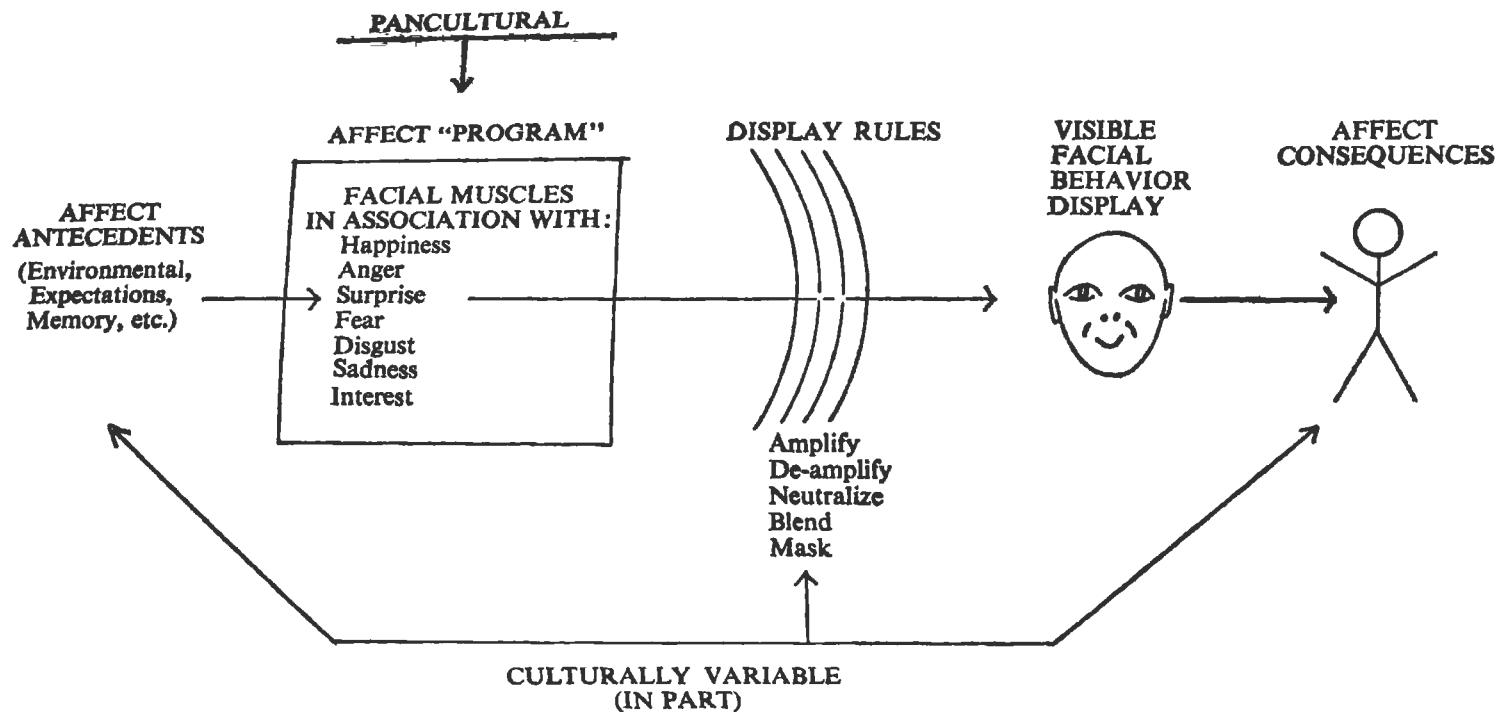 PANCULTURAL
AFFECT "PROGRAM"
FACIAL MUSCLES
IN ASSOCIATION WITH:
Happiness
Anger
Surprise
Fear
Disgust
Sadness
Interest
AFFECT
ANTECEDENTS
(Environmental,
Expectations,
Memory, etc.)
DISPLAY RULES
Amplify
De-amplify
Neutralize
Blend
Mask
VISIBLE
FACIAL
BEHAVIOR
DISPLAY
AFFECT
CONSEQUENCES
CULTURALLY VARIABLE
(IN PART)